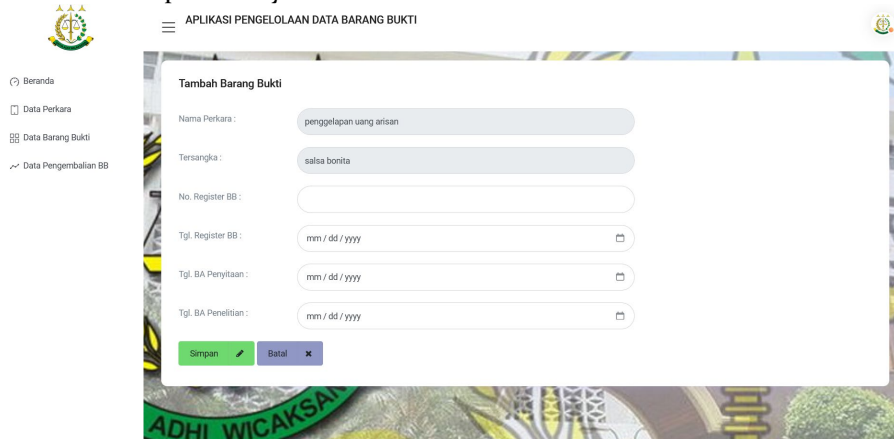 APLIKASI PENGELOLAAN DATA BARANG BUKTI
Beranda
Data Perkara
Data Barang Bukti
Data Pengembalian BB
Tambah Barang Bukti
Nama Perkara :
penggelapan uang arisan
Tersangka :
salsa bonita
No. Register BB :
Tgl. Register BB :
mm / dd / yyyy
Tgl. BA Penyitaan :
mm / dd / yyyy
Tgl. BA Penelitian :
mm / dd / yyyy
Simpan
Batal
ADHI WICAKSANA